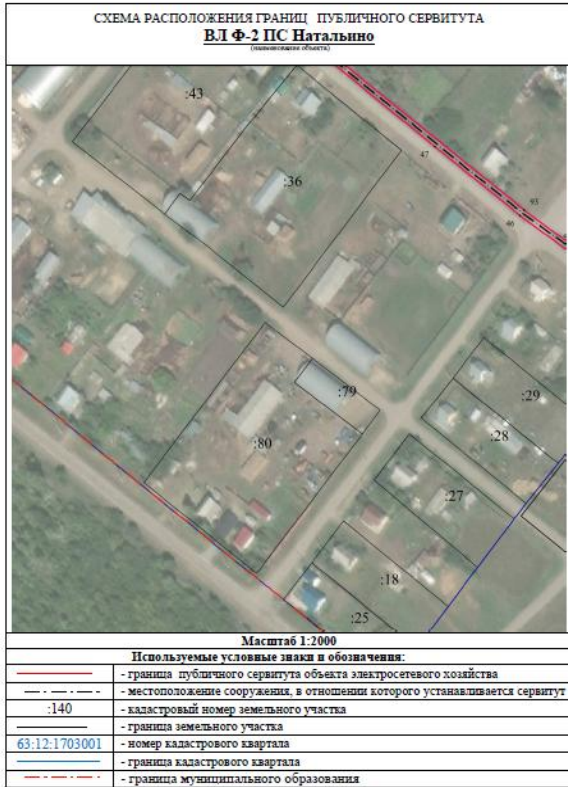 СХЕМА РАСПОЛОЖЕНИЯ ГРАНИЦ ПУБЛИЧНОГО СЕРВИТУТА
ВЛ Ф-2 ПС Натальино
(наименование объекта)
:43
:36
47
93
46
:79
:29
:80
:28
:27
:18
:25
Масштаб 1:2000
Используемые условные знаки и обозначения:
- граница публичного сервитута объекта электросетевого хозяйства
- местоположение сооружения, в отношении которого устанавливается сервитут
:140 - кадастровый номер земельного участка
- граница земельного участка
63:12:1703001 - номер кадастрового квартала
- граница кадастрового квартала
- граница муниципального образования